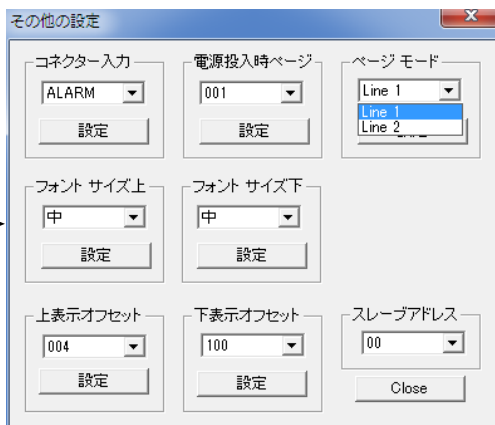 その他の設定
x
コネクター入力
電源投入時ページ
ページ モード
ALARM
001
Line 1
設定
設定
Line 1
Line 2
フォント サイズ上
フォント サイズ下
中
中
設定
設定
上表示オフセット
下表示オフセット
スレーブアドレス
004
100
00
設定
設定
Close